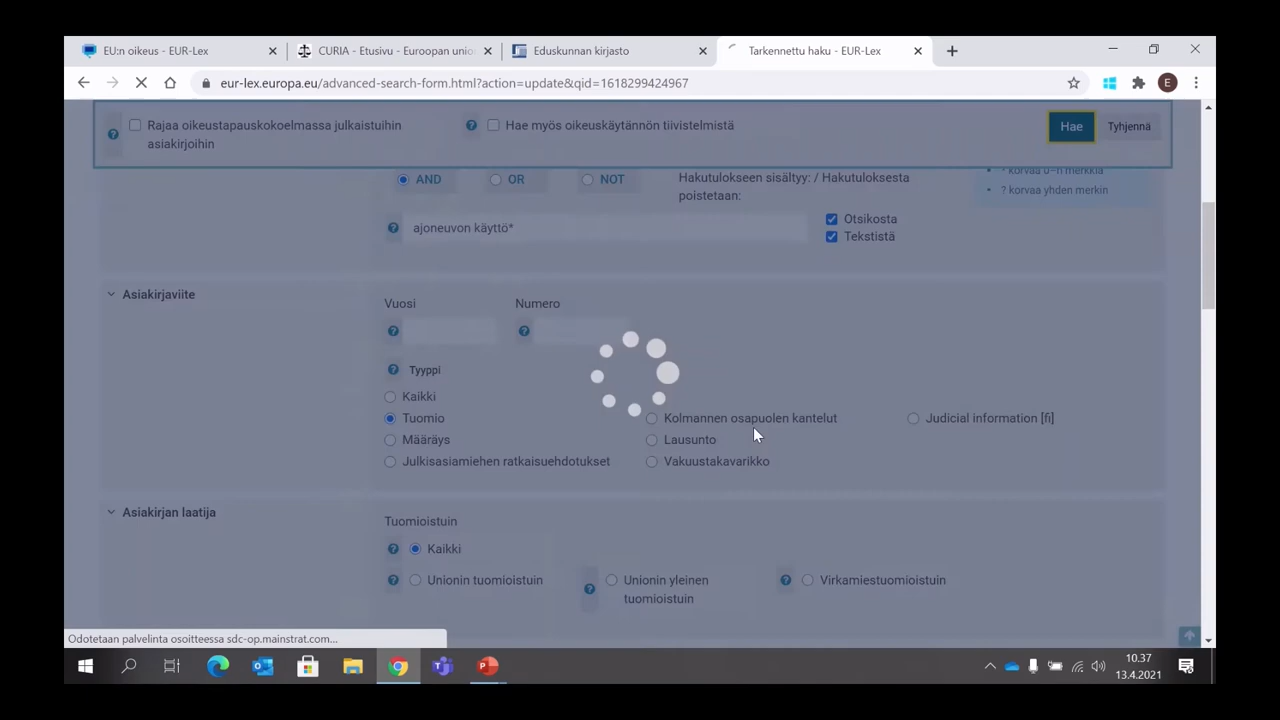 EU:n oikeus - EUR-Lex
CURIA - Etusivu - Euroopan unio
Eduskunnan kirjasto
Tarkennettu haku - EUR-Lex
eur-lex.europa.eu/advanced-search-form.html?action=update&qid=1618299424967
E
Rajaa oikeustapauskokoelmassa julkaistuihin
asiakirjoihin
Hae myös oikeuskäytännön tiivistelmistä
Hae
Tyhjennä
AND
OR
NOT
Hakutulokseen sisältyy: / Hakutuloksesta
poistetaan:
* korvaa 0–n merkkiä
? korvaa yhden merkin
ajoneuvon käyttö*
Otsikosta
Tekstistä
Asiakirjaviite
Vuosi
Numero
Tyyppi
Kaikki
Tuomio
Kolmannen osapuolen kantelut
Judicial information [fi]
Määräys
Lausunto
Julkisasiamiehen ratkaisuehdotukset
Vakuustakavarikko
Asiakirjan laatija
Tuomioistuin
Kaikki
Unionin tuomioistuin
Unionin yleinen
tuomioistuin
Virkamiestuomioistuin
Odotetaan palvelinta osoitteessa sdc-op.mainstrat.com...
10.37
13.4.2021